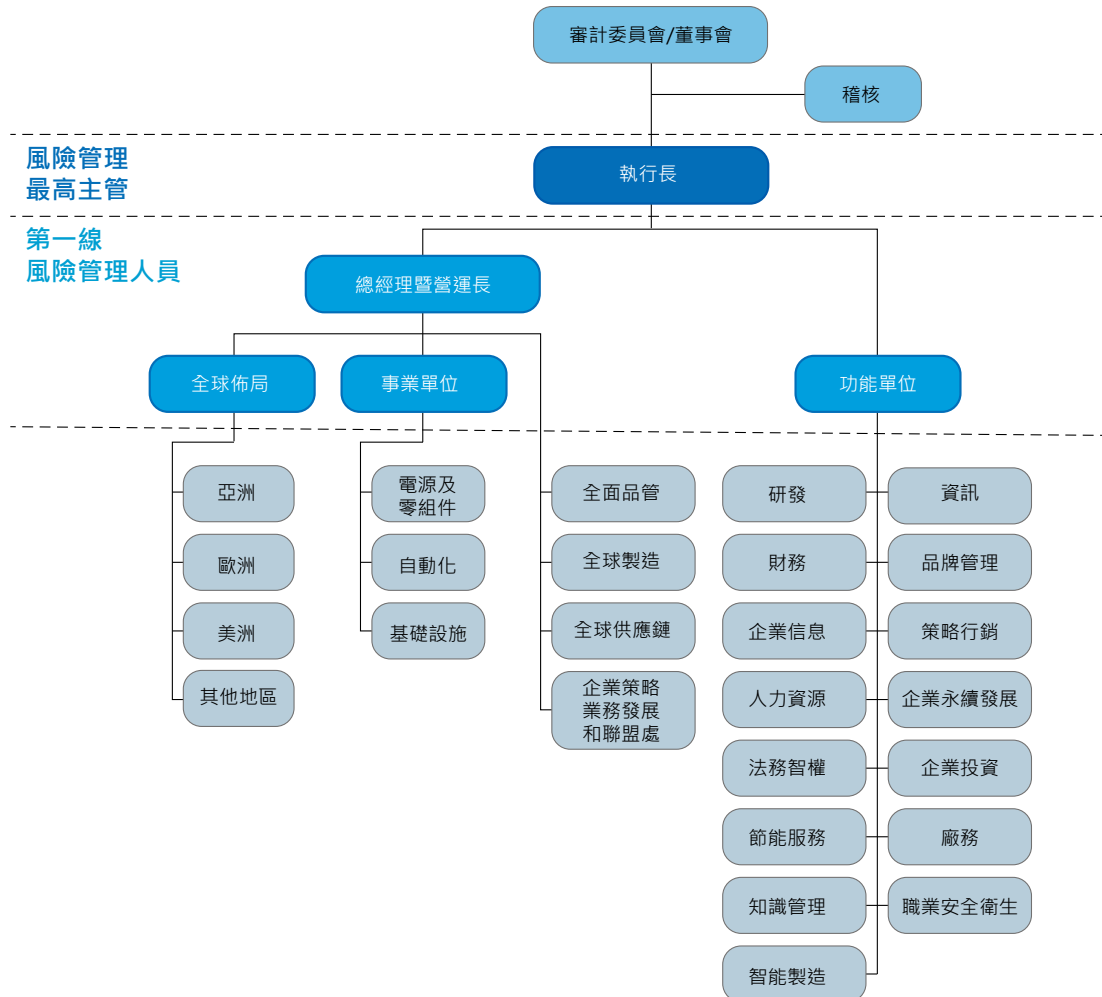 審計委員會/董事會
稽核
風險管理
最高主管
執行長
第一線
風險管理人員
總經理暨營運長
全球佈局
事業單位
功能單位
亞洲
歐洲
美洲
其他地區
電源及
零組件
自動化
基礎設施
全面品管
全球製造
全球供應鏈
企業策略
業務發展
和聯盟處
研發
資訊
財務
品牌管理
企業信息
策略行銷
人力資源
企業永續發展
法務智權
企業投資
節能服務
廠務
知識管理
職業安全衛生
智能製造